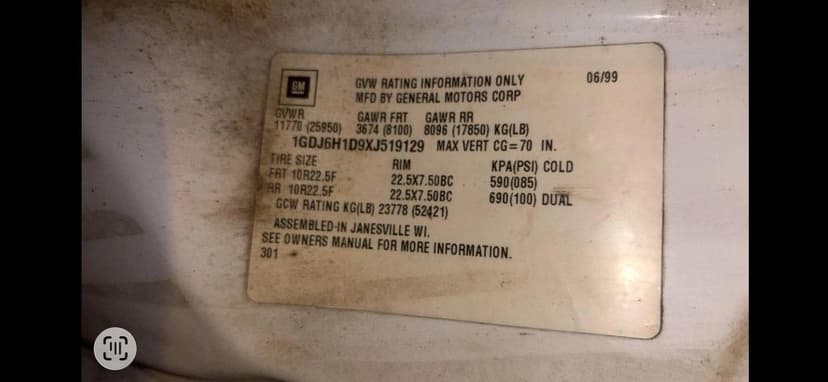 GM
GVW RATING INFORMATION ONLY 06/99
MFD BY GENERAL MOTORS CORP
GVWR GAWR FRT GAWR RR
11770 (25950) 3674 (8100) 8096 (17850) KG(LB)
1GDJ6H1D9XJ519129 MAX VERT CG=70 IN.
TIRE SIZE RIM KPA(PSI) COLD
FRT 10R22.5F 22.5X7.50BC 590(085)
RR 10R22.5F 22.5X7.50BC 690(100) DUAL
GCW RATING KG(LB) 23778 (52421)
ASSEMBLED IN JANESVILLE WI.
SEE OWNERS MANUAL FOR MORE INFORMATION.
301